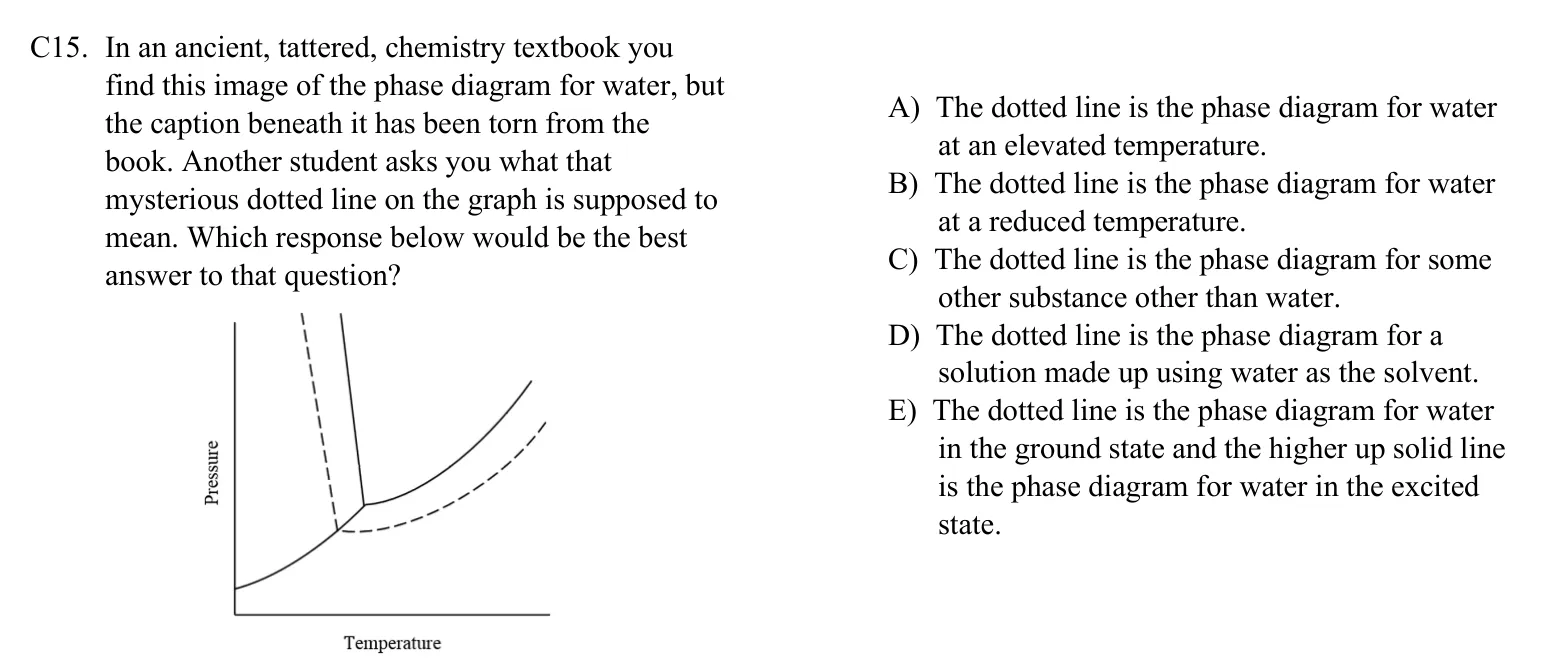 C15. In an ancient, tattered, chemistry textbook you
find this image of the phase diagram for water, but
the caption beneath it has been torn from the
book. Another student asks you what that
mysterious dotted line on the graph is supposed to
mean. Which response below would be the best
answer to that question?
Pressure
Temperature
A) The dotted line is the phase diagram for water
at an elevated temperature.
B) The dotted line is the phase diagram for water
at a reduced temperature.
C) The dotted line is the phase diagram for some
other substance other than water.
D) The dotted line is the phase diagram for a
solution made up using water as the solvent.
E) The dotted line is the phase diagram for water
in the ground state and the higher up solid line
is the phase diagram for water in the excited
state.